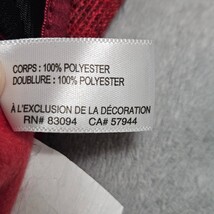 CORPS : 100% POLYESTER
DOUBLURE : 100% POLYESTER
À L'EXCLUSION DE LA DÉCORATION
RN# 83094 CA# 57944